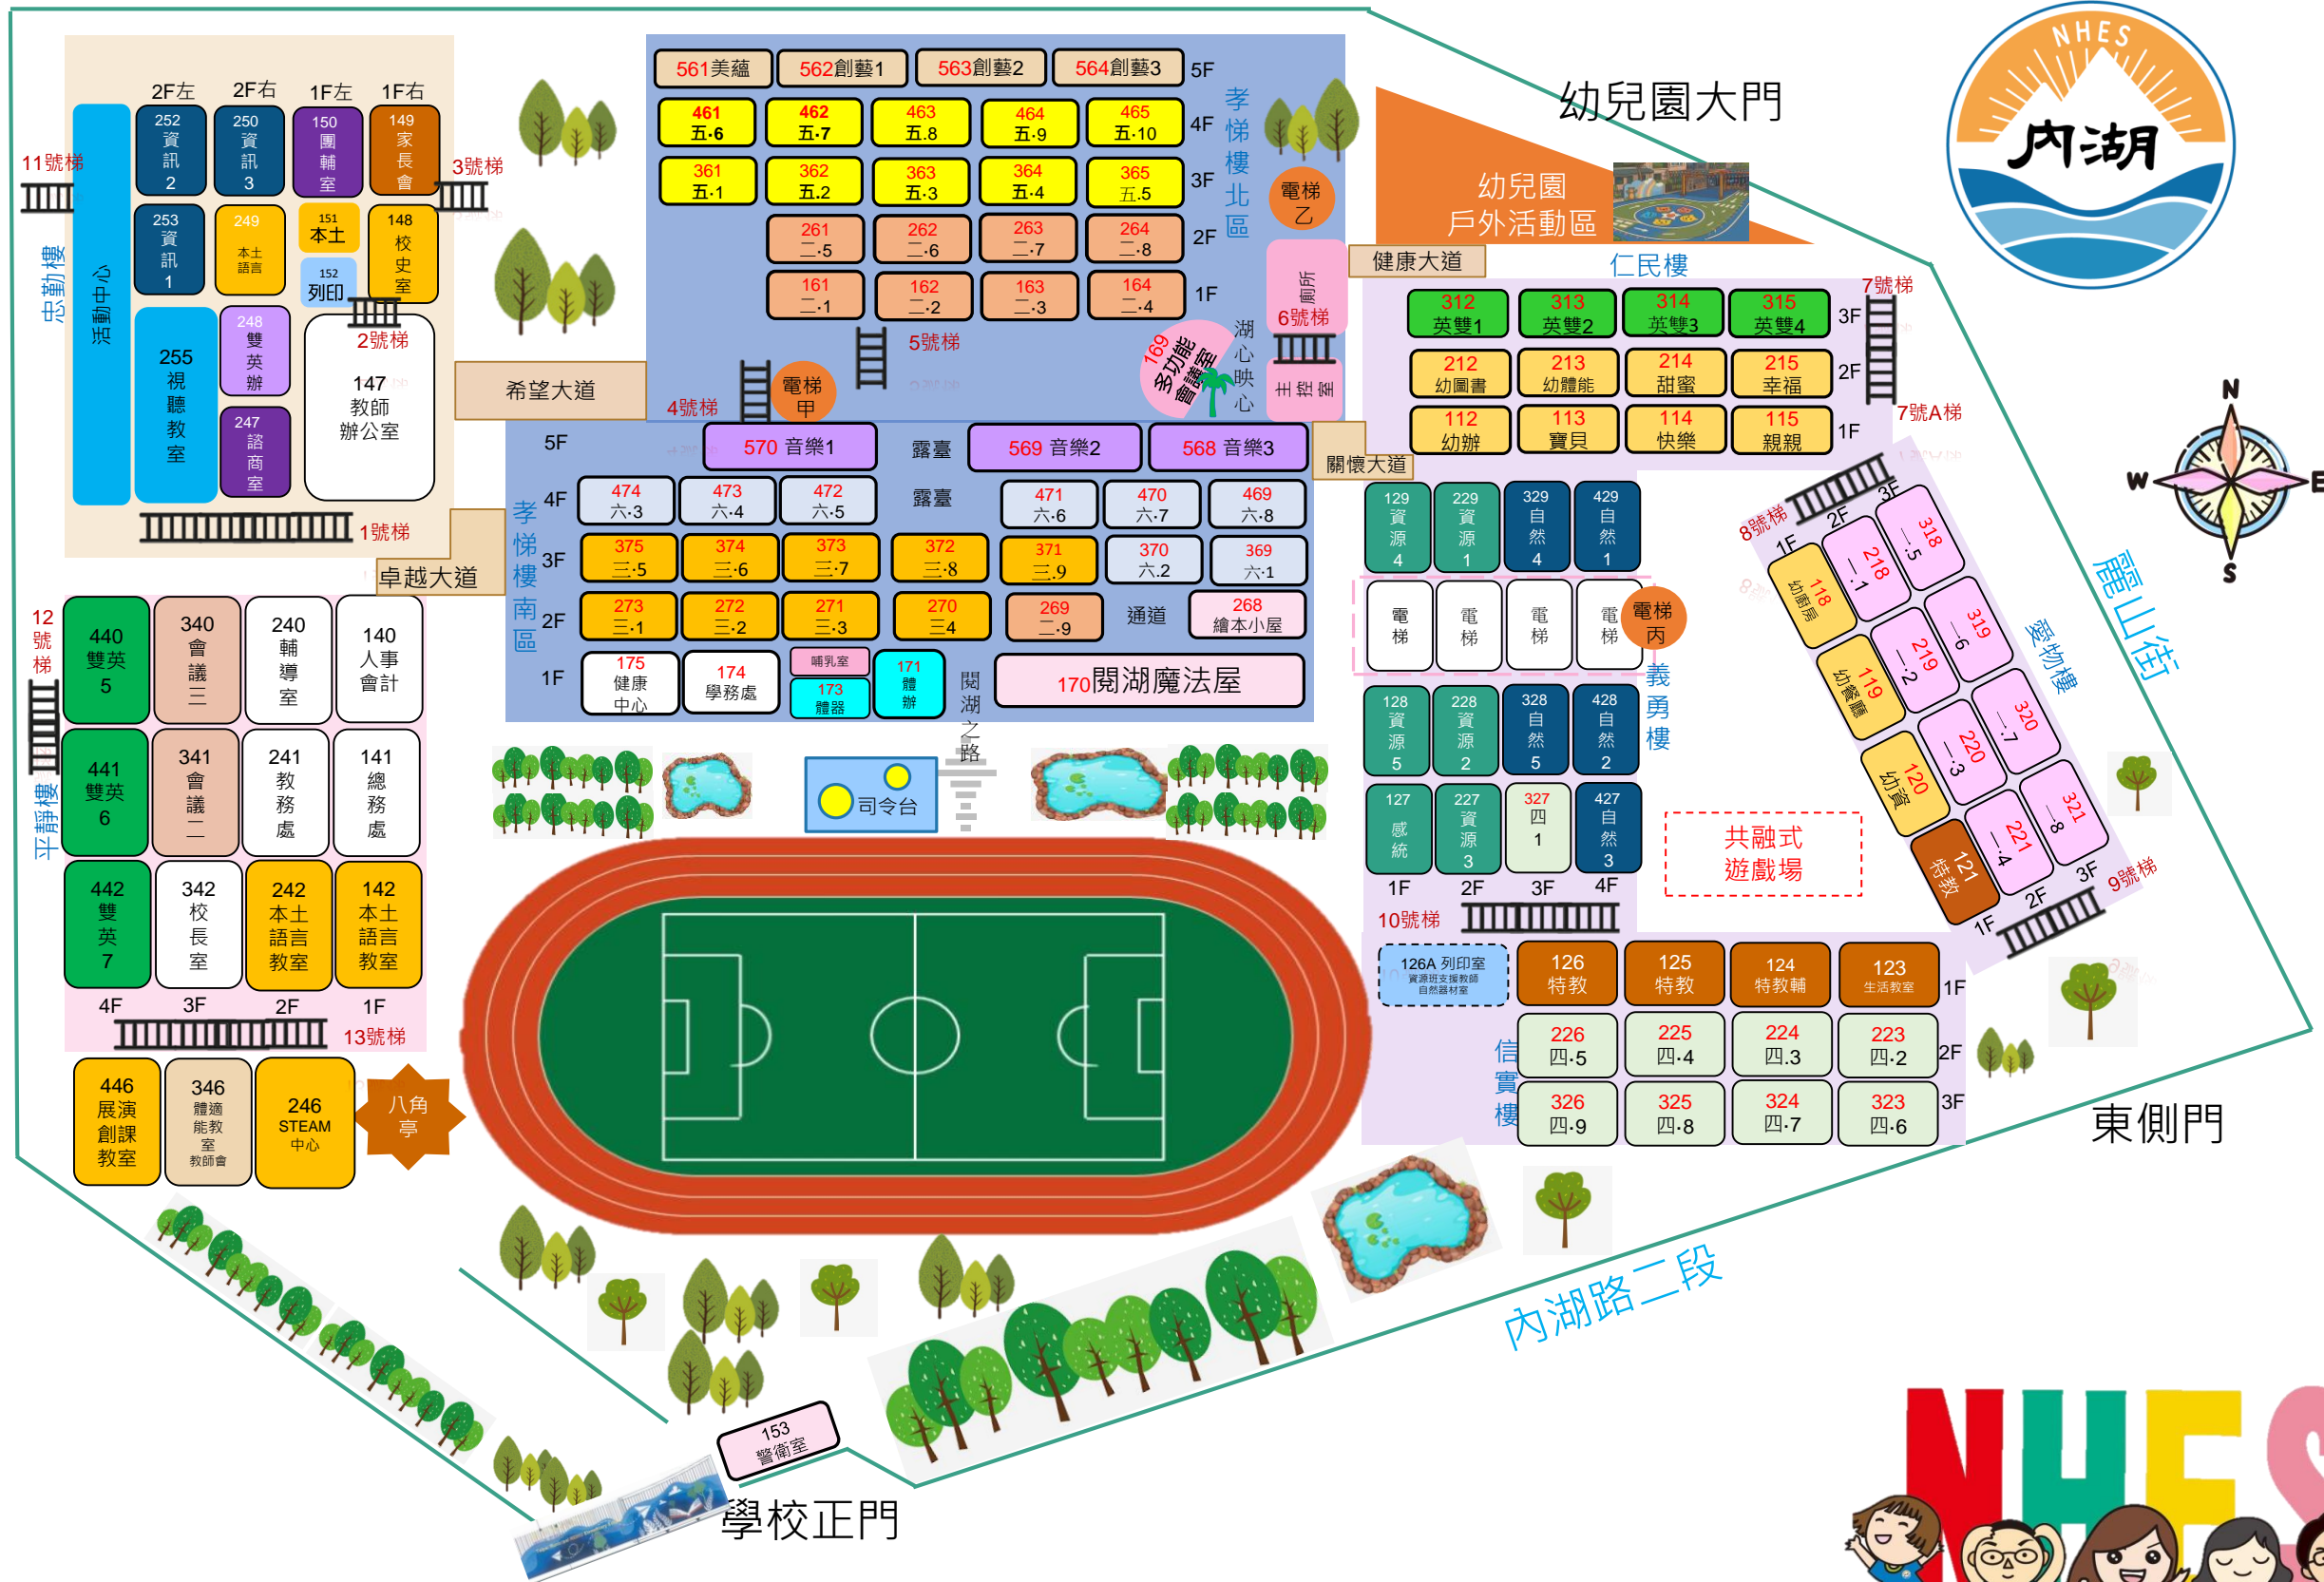 NHES
內湖
幼兒園大門
幼兒園
戶外活動區
N
W
E
S
2F左
2F右
1F左
1F右
252
資訊2
250
資訊3
150
團輔室
149
家長會
11號梯
3號梯
253
資訊1
249
本土
語言
151
本土
152
列印
148
校史室
忠勤樓
活動中心
255
視聽教室
248
雙英辦
247
諮商室
2號梯
147
教師
辦公室
1號梯
561美蘊
562創藝1
563創藝2
564創藝3
5F
461
五.6
462
五.7
463
五.8
464
五.9
465
五.10
4F
361
五.1
362
五.2
363
五.3
364
五.4
365
五.5
3F
261
二.5
262
二.6
263
二.7
264
二.8
2F
161
二.1
162
二.2
163
二.3
164
二.4
1F
孝悌樓北區
電梯
乙
廁所
6號梯
主控室
5號梯
4號梯
電梯
甲
169
多功能
會議室
湖心映心
希望大道
卓越大道
健康大道
關懷大道
5F
570 音樂1
露臺
569 音樂2
568 音樂3
4F
474
六.3
473
六.4
472
六.5
露臺
471
六.6
470
六.7
469
六.8
3F
375
三.5
374
三.6
373
三.7
372
三.8
371
三.9
370
六.2
369
六.1
2F
273
三.1
272
三.2
271
三.3
270
三4
269
二.9
通道
268
繪本小屋
1F
175
健康
中心
174
學務處
哺乳室
173
體器
171
體辦
閱湖之路
170閱湖魔法屋
孝悌樓南區
司令台
仁民樓
312
英雙1
313
英雙2
314
英雙3
315
英雙4
3F
212
幼圖書
213
幼體能
214
甜蜜
215
幸福
2F
112
幼辦
113
寶貝
114
快樂
115
親親
1F
7號梯
7號A梯
129
資源4
229
資源1
329
自然4
429
自然1
電梯
電梯
電梯
電梯
電梯
丙
義勇樓
128
資源5
228
資源2
328
自然5
428
自然2
127
感統
227
資源3
327
四
1
427
自然3
1F
2F
3F
4F
10號梯
共融式
遊戲場
8號梯
1F
2F
3F
118
幼廚房
218
一.1
318
一.5
119
幼餐廳
219
一.2
319
一.6
120
幼資
220
一.3
320
一.7
121
特教
221
一.4
321
一.8
1F
2F
3F
9號梯
愛物樓
麗山街
126A 列印室
資源班支援教師
自然器材室
126
特教
125
特教
124
特教輔
123
生活教室
1F
226
四.5
225
四.4
224
四.3
223
四.2
2F
326
四.9
325
四.8
324
四.7
323
四.6
3F
信實樓
東側門
12號梯
440
雙英
5
340
會議三
240
輔導室
140
人事
會計
441
雙英
6
341
會議二
241
教務處
141
總務處
442
雙英7
342
校長室
242
本土
語言
教室
142
本土
語言
教室
4F
3F
2F
1F
平靜樓
13號梯
446
展演
創課
教室
346
體適
能教
室
教師會
246
STEAM
中心
八角
亭
內湖路二段
153
警衛室
學校正門
NHES